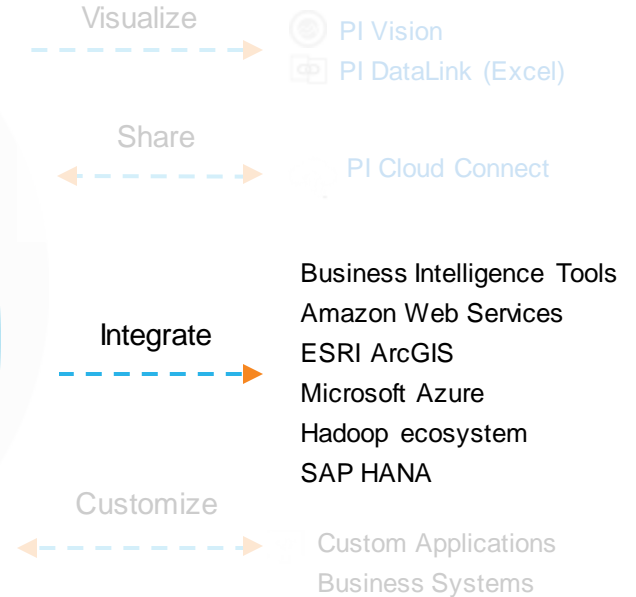 Visualize
PI Vision
PI DataLink (Excel)
Share
PI Cloud Connect
Integrate
Business Intelligence Tools
Amazon Web Services
ESRI ArcGIS
Microsoft Azure
Hadoop ecosystem
SAP HANA
Customize
Custom Applications
Business Systems